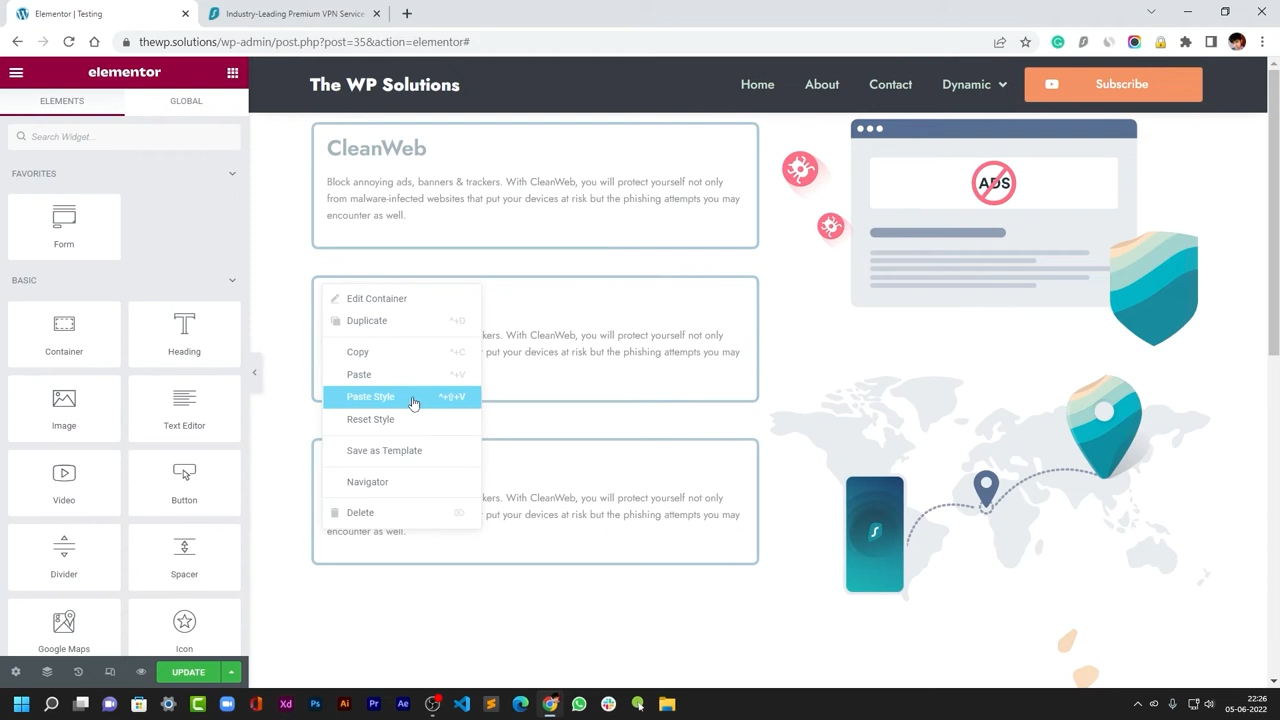 Elementor | Testing
Industry-Leading Premium VPN Service
thewp.solutions/wp-admin/post.php?post=35&action=elementor#
elementor
ELEMENTS
GLOBAL
Search Widget...
FAVORITES
Form
BASIC
Container
Heading
Image
Text Editor
Video
Button
Divider
Spacer
Google Maps
Icon
UPDATE
The WP Solutions
Home
About
Contact
Dynamic
Subscribe
CleanWeb
Block annoying ads, banners & trackers. With CleanWeb, you will protect yourself not only
from malware-infected websites that put your devices at risk but the phishing attempts you may
encounter as well.
ADS
Edit Container
Duplicate ^+D
Copy ^+C
Paste ^+V
Paste Style ^+⇧+V
Reset Style
Save as Template
Navigator
Delete
kers. With CleanWeb, you will protect yourself not only
put your devices at risk but the phishing attempts you may
kers. With CleanWeb, you will protect yourself not only
put your devices at risk but the phishing attempts you may
encounter as well.
Xd
Ps
Ai
Pr
Ae
22:26
05-06-2022